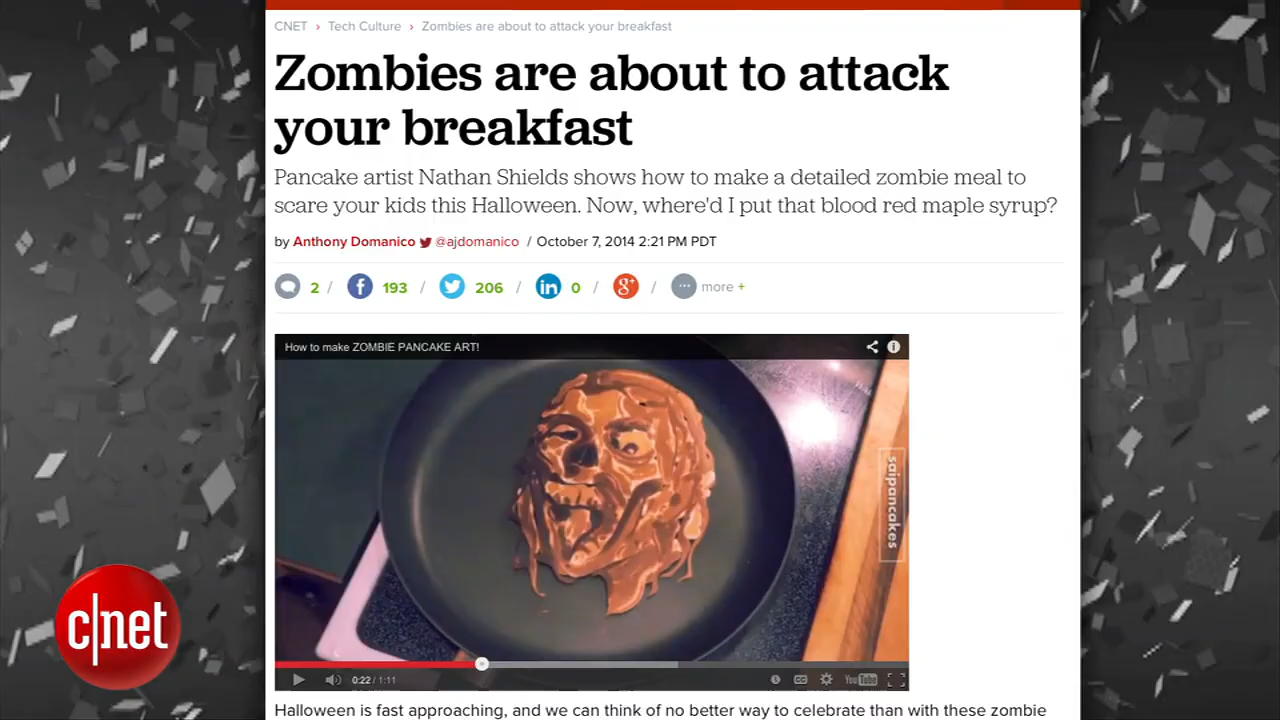 CNET › Tech Culture › Zombies are about to attack your breakfast
Zombies are about to attack
your breakfast
Pancake artist Nathan Shields shows how to make a detailed zombie meal to
scare your kids this Halloween. Now, where'd I put that blood red maple syrup?
by Anthony Domanico @ajdomanico / October 7, 2014 2:21 PM PDT
2 / f 193 / 206 / in 0 / g+ / more +
How to make ZOMBIE PANCAKE ART!
saipancakes
c|net
0:22 / 1:11
CC
YouTube
Halloween is fast approaching, and we can think of no better way to celebrate than with these zombie